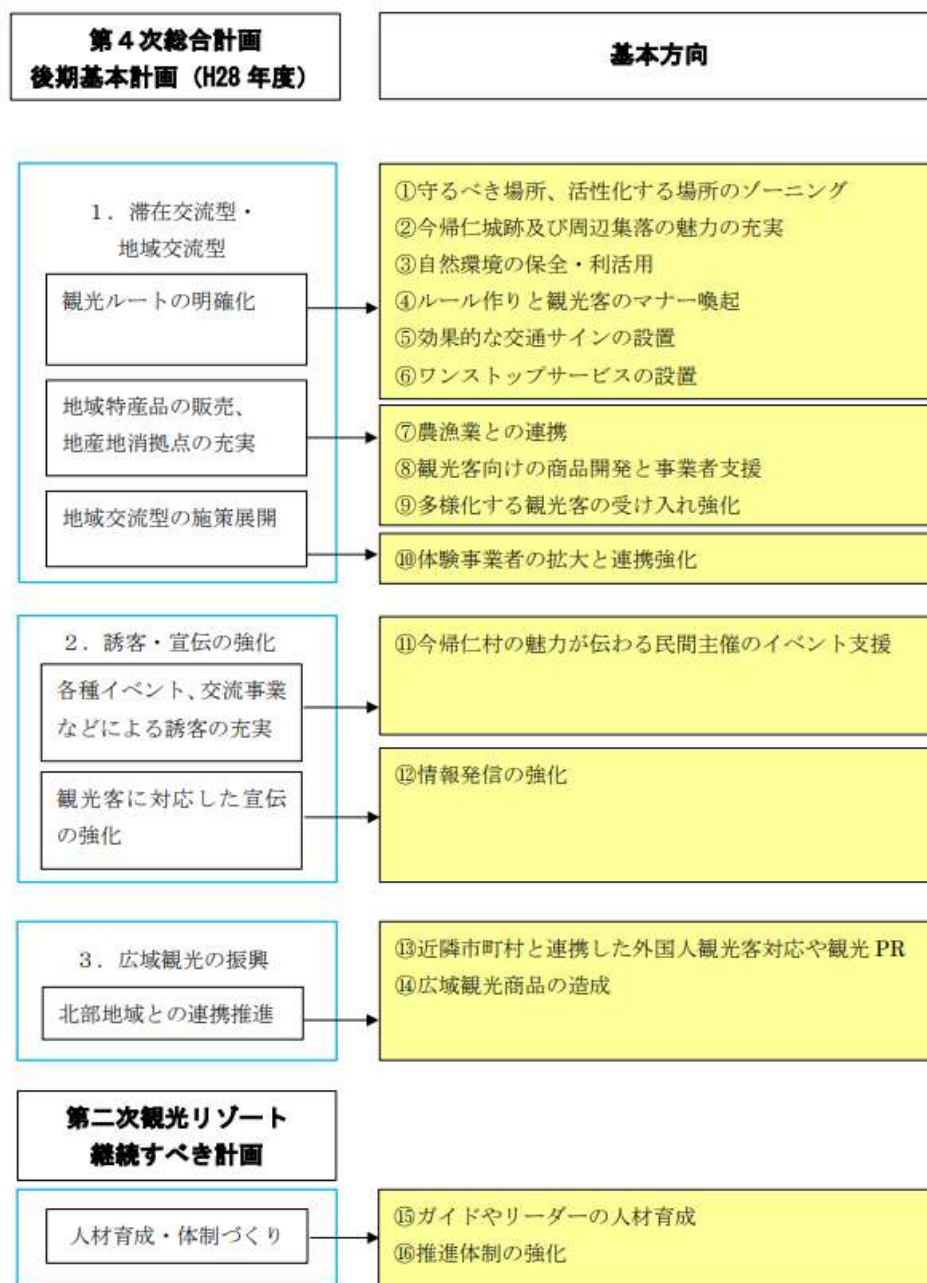 第４次総合計画
後期基本計画（H28 年度）
基本方向
１．滞在交流型・
地域交流型
観光ルートの明確化
①守るべき場所、活性化する場所のゾーニング
②今帰仁城跡及び周辺集落の魅力の充実
③自然環境の保全・利活用
④ルール作りと観光客のマナー喚起
⑤効果的な交通サインの設置
⑥ワンストップサービスの設置
地域特産品の販売、
地産地消拠点の充実
⑦農漁業との連携
⑧観光客向けの商品開発と事業者支援
⑨多様化する観光客の受け入れ強化
地域交流型の施策展開
⑩体験事業者の拡大と連携強化
２．誘客・宣伝の強化
各種イベント、交流事業
などによる誘客の充実
⑪今帰仁村の魅力が伝わる民間主催のイベント支援
観光客に対応した宣伝
の強化
⑫情報発信の強化
３．広域観光の振興
北部地域との連携推進
⑬近隣市町村と連携した外国人観光客対応や観光 PR
⑭広域観光商品の造成
第二次観光リゾート
継続すべき計画
人材育成・体制づくり
⑮ガイドやリーダーの人材育成
⑯推進体制の強化